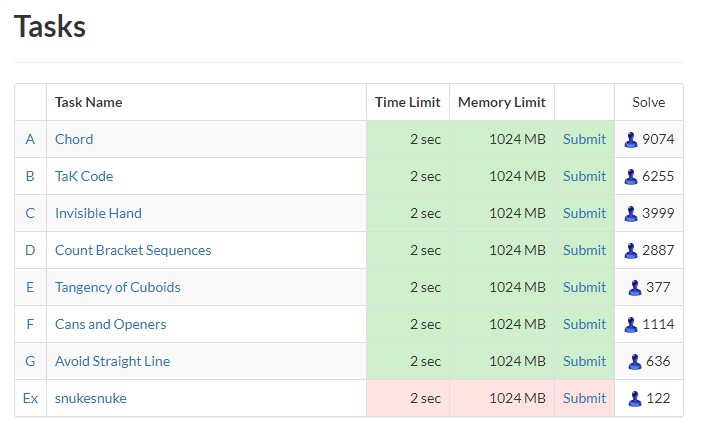 Tasks
Task Name Time Limit Memory Limit Solve
A Chord 2 sec 1024 MB Submit 9074
B TaK Code 2 sec 1024 MB Submit 6255
C Invisible Hand 2 sec 1024 MB Submit 3999
D Count Bracket Sequences 2 sec 1024 MB Submit 2887
E Tangency of Cuboids 2 sec 1024 MB Submit 377
F Cans and Openers 2 sec 1024 MB Submit 1114
G Avoid Straight Line 2 sec 1024 MB Submit 636
Ex snukesnuke 2 sec 1024 MB Submit 122